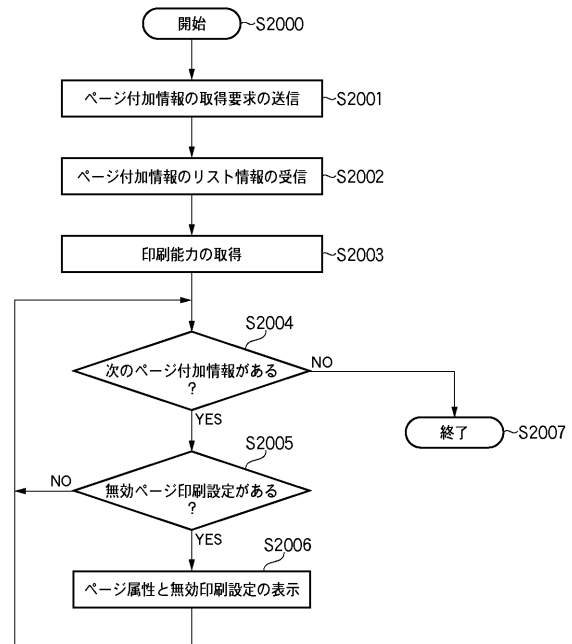 開始
S2000
ページ付加情報の取得要求の送信
S2001
ページ付加情報のリスト情報の受信
S2002
印刷能力の取得
S2003
S2004
次のページ付加情報がある
?
NO
YES
終了
S2007
S2005
無効ページ印刷設定がある
?
NO
YES
S2006
ページ属性と無効印刷設定の表示